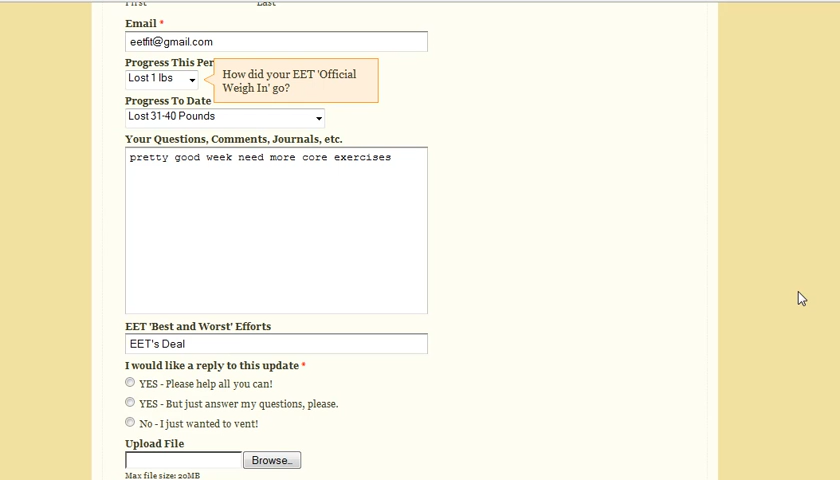 First Last
Email *
eetfit@gmail.com
Progress This Per
Lost 1 lbs
How did your EET 'Official
Weigh In' go?
Progress To Date
Lost 31-40 Pounds
Your Questions, Comments, Journals, etc.
pretty good week need more core exercises
EET 'Best and Worst' Efforts
EET's Deal
I would like a reply to this update *
YES - Please help all you can!
YES - But just answer my questions, please.
No - I just wanted to vent!
Upload File
Browse...
Max file size: 20MB